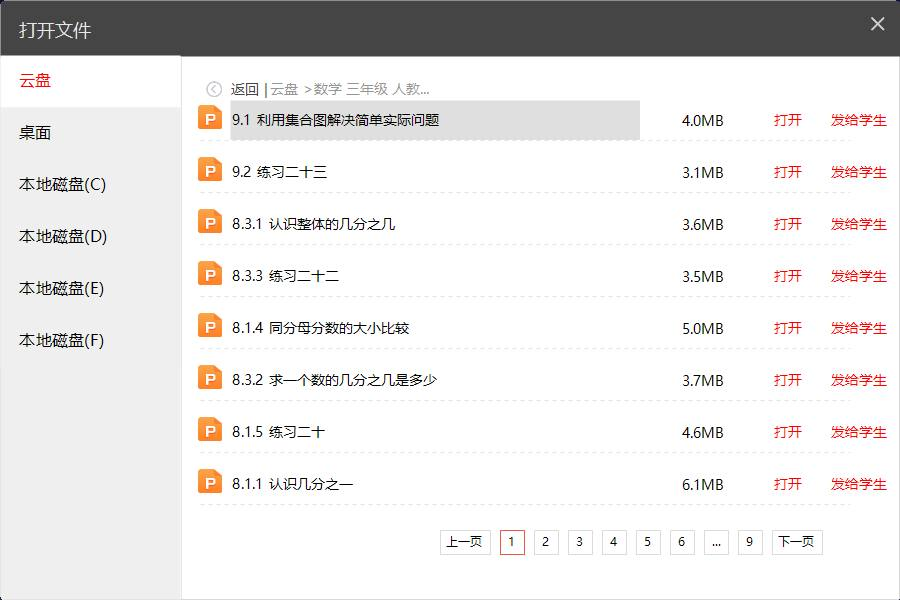 打开文件
云盘
桌面
本地磁盘(C)
本地磁盘(D)
本地磁盘(E)
本地磁盘(F)
返回 | 云盘 >数学 三年级 人教...
P 9.1 利用集合图解决简单实际问题 4.0MB 打开 发给学生
P 9.2 练习二十三 3.1MB 打开 发给学生
P 8.3.1 认识整体的几分之几 3.6MB 打开 发给学生
P 8.3.3 练习二十二 3.5MB 打开 发给学生
P 8.1.4 同分母分数的大小比较 5.0MB 打开 发给学生
P 8.3.2 求一个数的几分之几是多少 3.7MB 打开 发给学生
P 8.1.5 练习二十 4.6MB 打开 发给学生
P 8.1.1 认识几分之一 6.1MB 打开 发给学生
上一页 1 2 3 4 5 6 ... 9 下一页